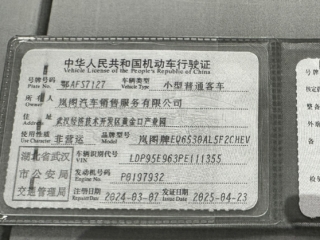 中华人民共和国机动车行驶证
Vehicle License of the People's Republic of China
号牌号码 Plate No. 鄂AFS7127 车辆类型 Vehicle Type 小型普通客车
所有人 Owner 岚图汽车销售服务有限公司
住址 Address 武汉经济技术开发区黄金口产业园
使用性质 Use Character 非营运 品牌型号 Model 岚图牌EQ6530AL5F2CHEV
湖北省武汉市公安局交通管理局
车辆识别代号 VIN LDP95E963PE111355
发动机号码 Engine No. P0197932
注册日期 Register Date 2024-03-07 发证日期 Issue Date 2025-04-23